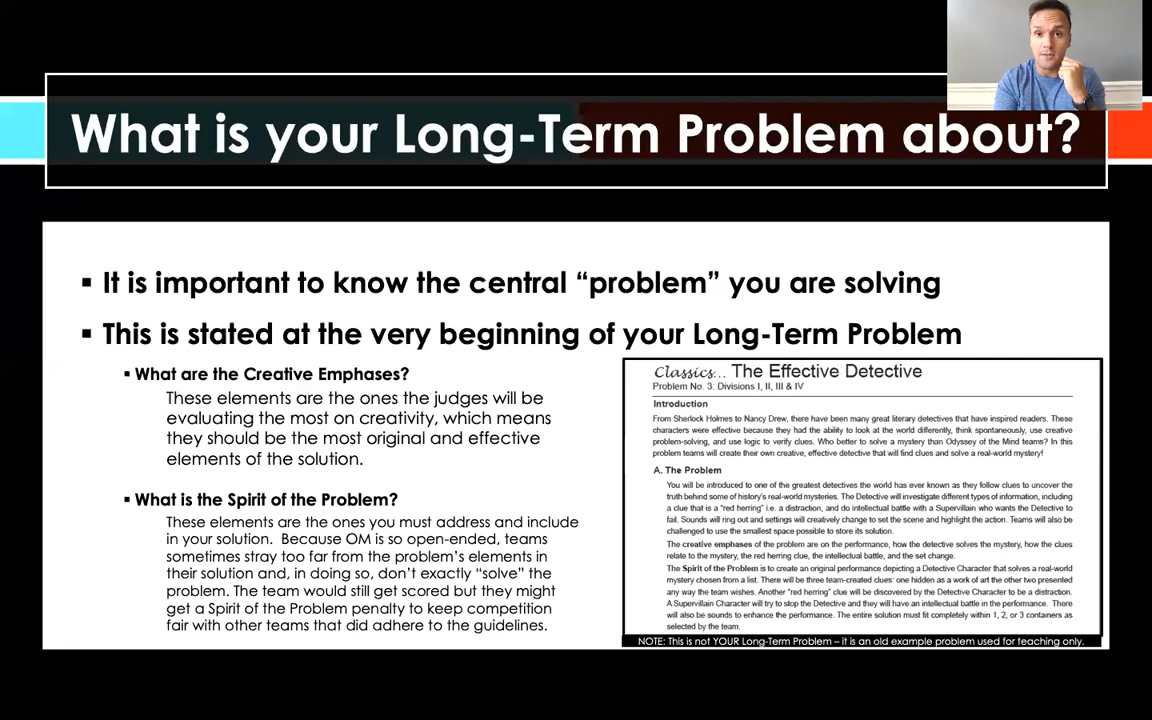 What is your Long-Term Problem about?
▪ It is important to know the central “problem” you are solving
▪ This is stated at the very beginning of your Long-Term Problem
▪ What are the Creative Emphases?
These elements are the ones the judges will be
evaluating the most on creativity, which means
they should be the most original and effective
elements of the solution.
▪ What is the Spirit of the Problem?
These elements are the ones you must address and include
in your solution.  Because OM is so open-ended, teams
sometimes stray too far from the problem’s elements in
their solution and, in doing so, don’t exactly “solve” the
problem. The team would still get scored but they might
get a Spirit of the Problem penalty to keep competition
fair with other teams that did adhere to the guidelines.
Classics... The Effective Detective
Problem No. 3: Divisions I, II, III & IV
Introduction
From Sherlock Holmes to Nancy Drew, there have been many great literary detectives that have inspired readers. These
characters were effective because they had the ability to look at the world differently, think spontaneously, use creative
problem-solving, and use logic to verify clues. Who better to solve a mystery than Odyssey of the Mind teams? In this
problem teams will create their own creative, effective detective that will find clues and solve a real-world mystery!
A. The Problem
You will be introduced to one of the greatest detectives the world has ever known as they follow clues to uncover the
truth behind some of history's real-world mysteries. The Detective will investigate different types of information, including
a clue that is a “red herring” i.e. a distraction, and do intellectual battle with a Supervillain who wants the Detective to
fail. Sounds will ring out and settings will creatively change to set the scene and highlight the action. Teams will also be
challenged to use the smallest space possible to store its solution.
The creative emphases of the problem are on the performance, how the detective solves the mystery, how the clues
relate to the mystery, the red herring clue, the intellectual battle, and the set change.
The Spirit of the Problem is to create an original performance depicting a Detective Character that solves a real-world
mystery chosen from a list. There will be three team-created clues: one hidden as a work of art the other two presented
any way the team wishes. Another “red herring” clue will be discovered by the Detective Character to be a distraction.
A Supervillain Character will try to stop the Detective and they will have an intellectual battle in the performance.  There
will also be sounds to enhance the performance. The entire solution must fit completely within 1, 2, or 3 containers as
selected by the team.
NOTE: This is not YOUR Long-Term Problem – it is an old example problem used for teaching only.